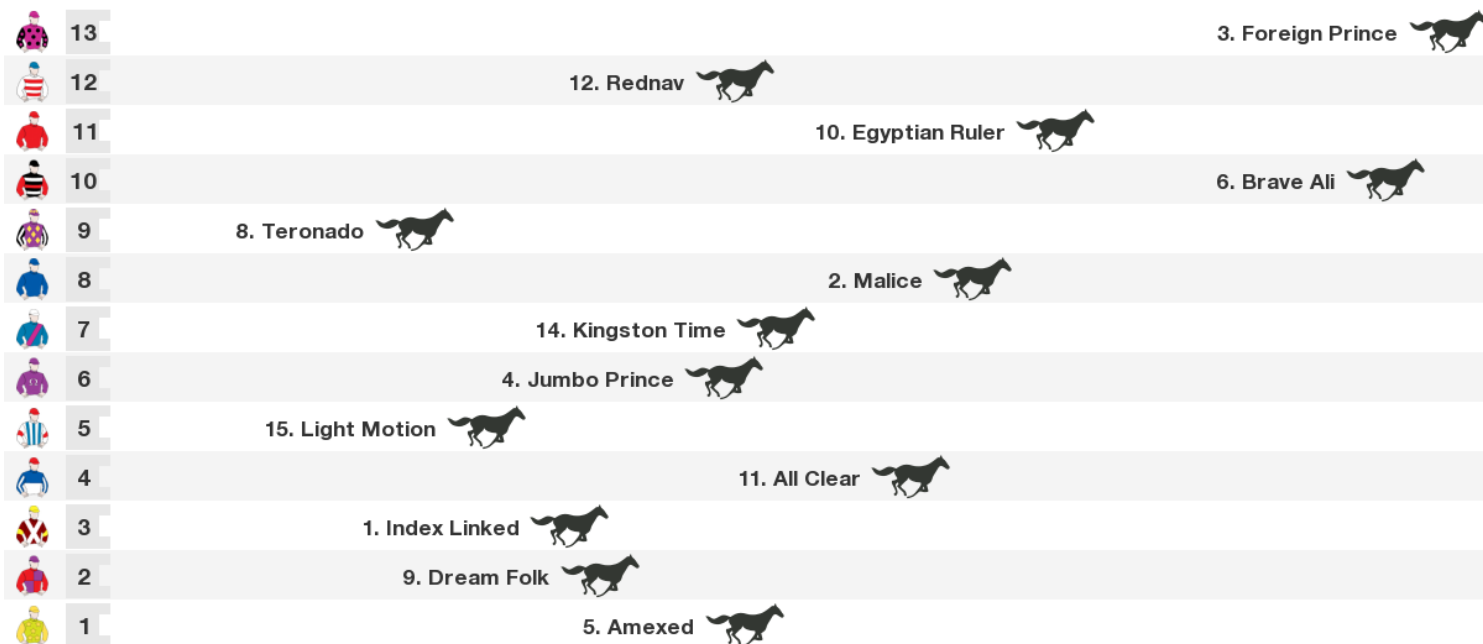 13 3. Foreign Prince
12 12. Rednav
11 10. Egyptian Ruler
10 6. Brave Ali
9 8. Teronado
8 2. Malice
7 14. Kingston Time
6 4. Jumbo Prince
5 15. Light Motion
4 11. All Clear
3 1. Index Linked
2 9. Dream Folk
1 5. Amexed